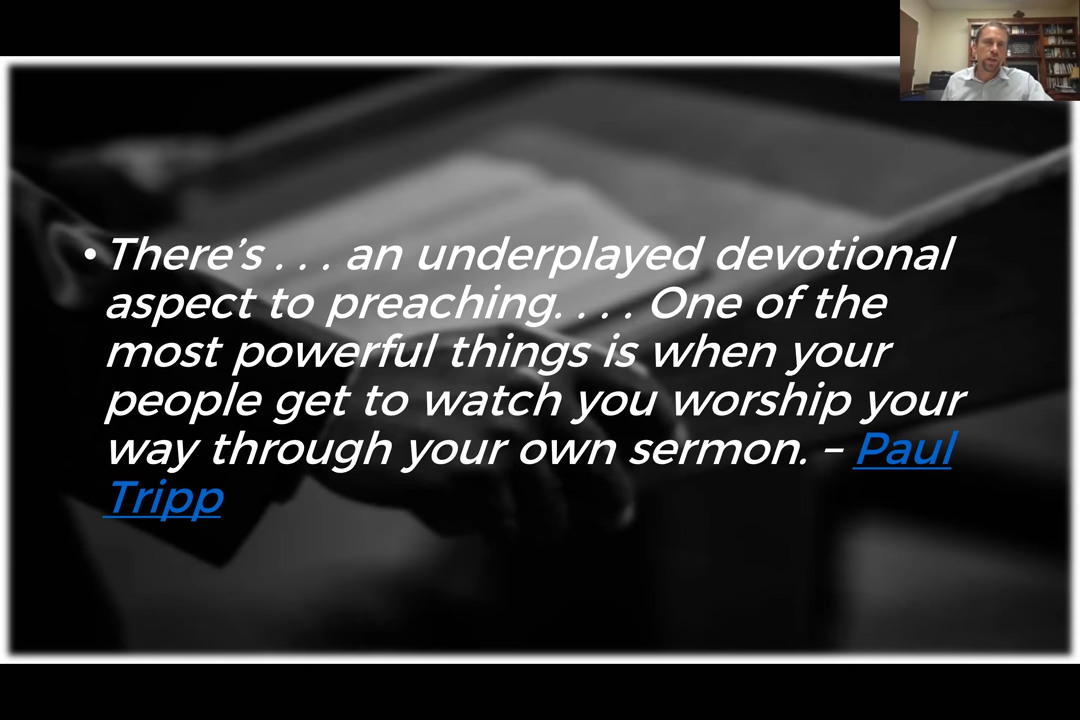 • There’s . . . an underplayed devotional
aspect to preaching. . . . One of the
most powerful things is when your
people get to watch you worship your
way through your own sermon. – Paul
Tripp